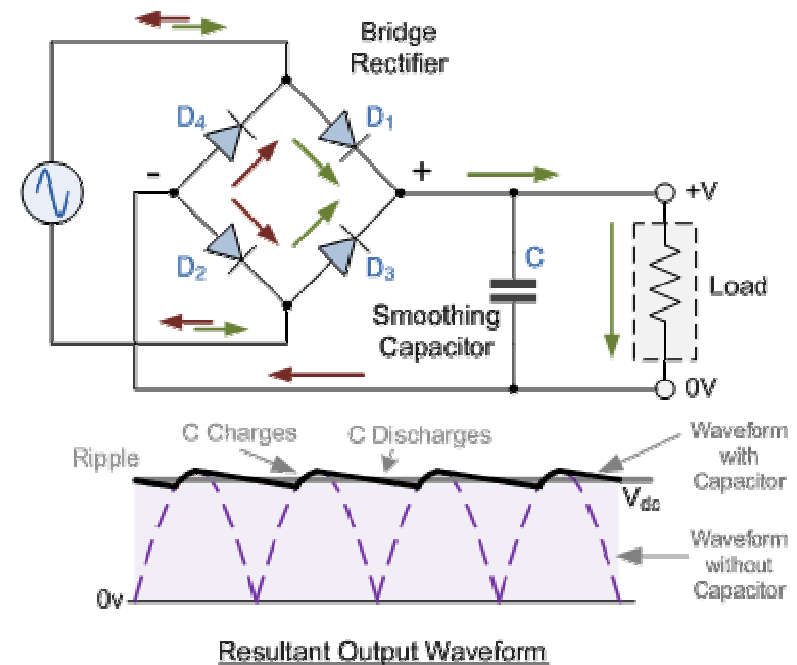 Bridge
Rectifier
D4
D1
-
+
+V
D2
D3
C
Load
Smoothing
Capacitor
0V
C Charges
C Discharges
Ripple
Waveform
with
Capacitor
Vdc
Waveform
without
Capacitor
0v
Resultant Output Waveform